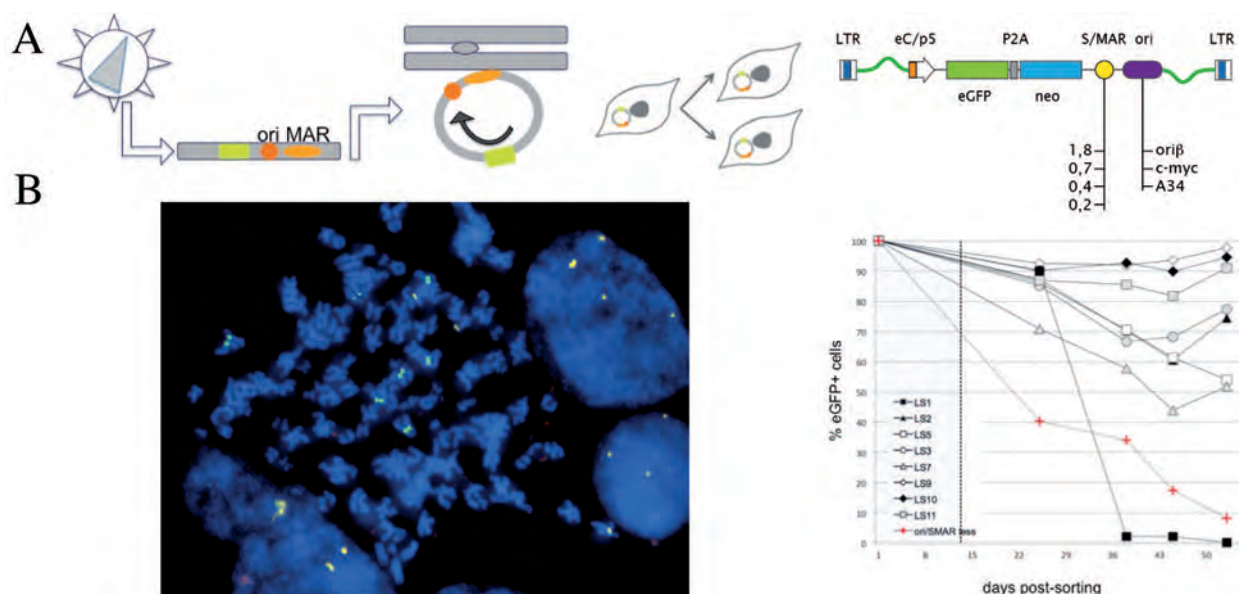 A
ori MAR
LTR eC/p5 P2A S/MAR ori LTR
eGFP neo
1,8
0,7
0,4
0,2
oriβ
c-myc
A34
B
100
90
80
70
60
50
40
30
20
10
0
% eGFP+ cells
LS1
LS2
LS5
LS3
LS7
LS9
LS10
LS11
ori/SMAR less
1 8 15 22 29 36 43 50
days post-sorting